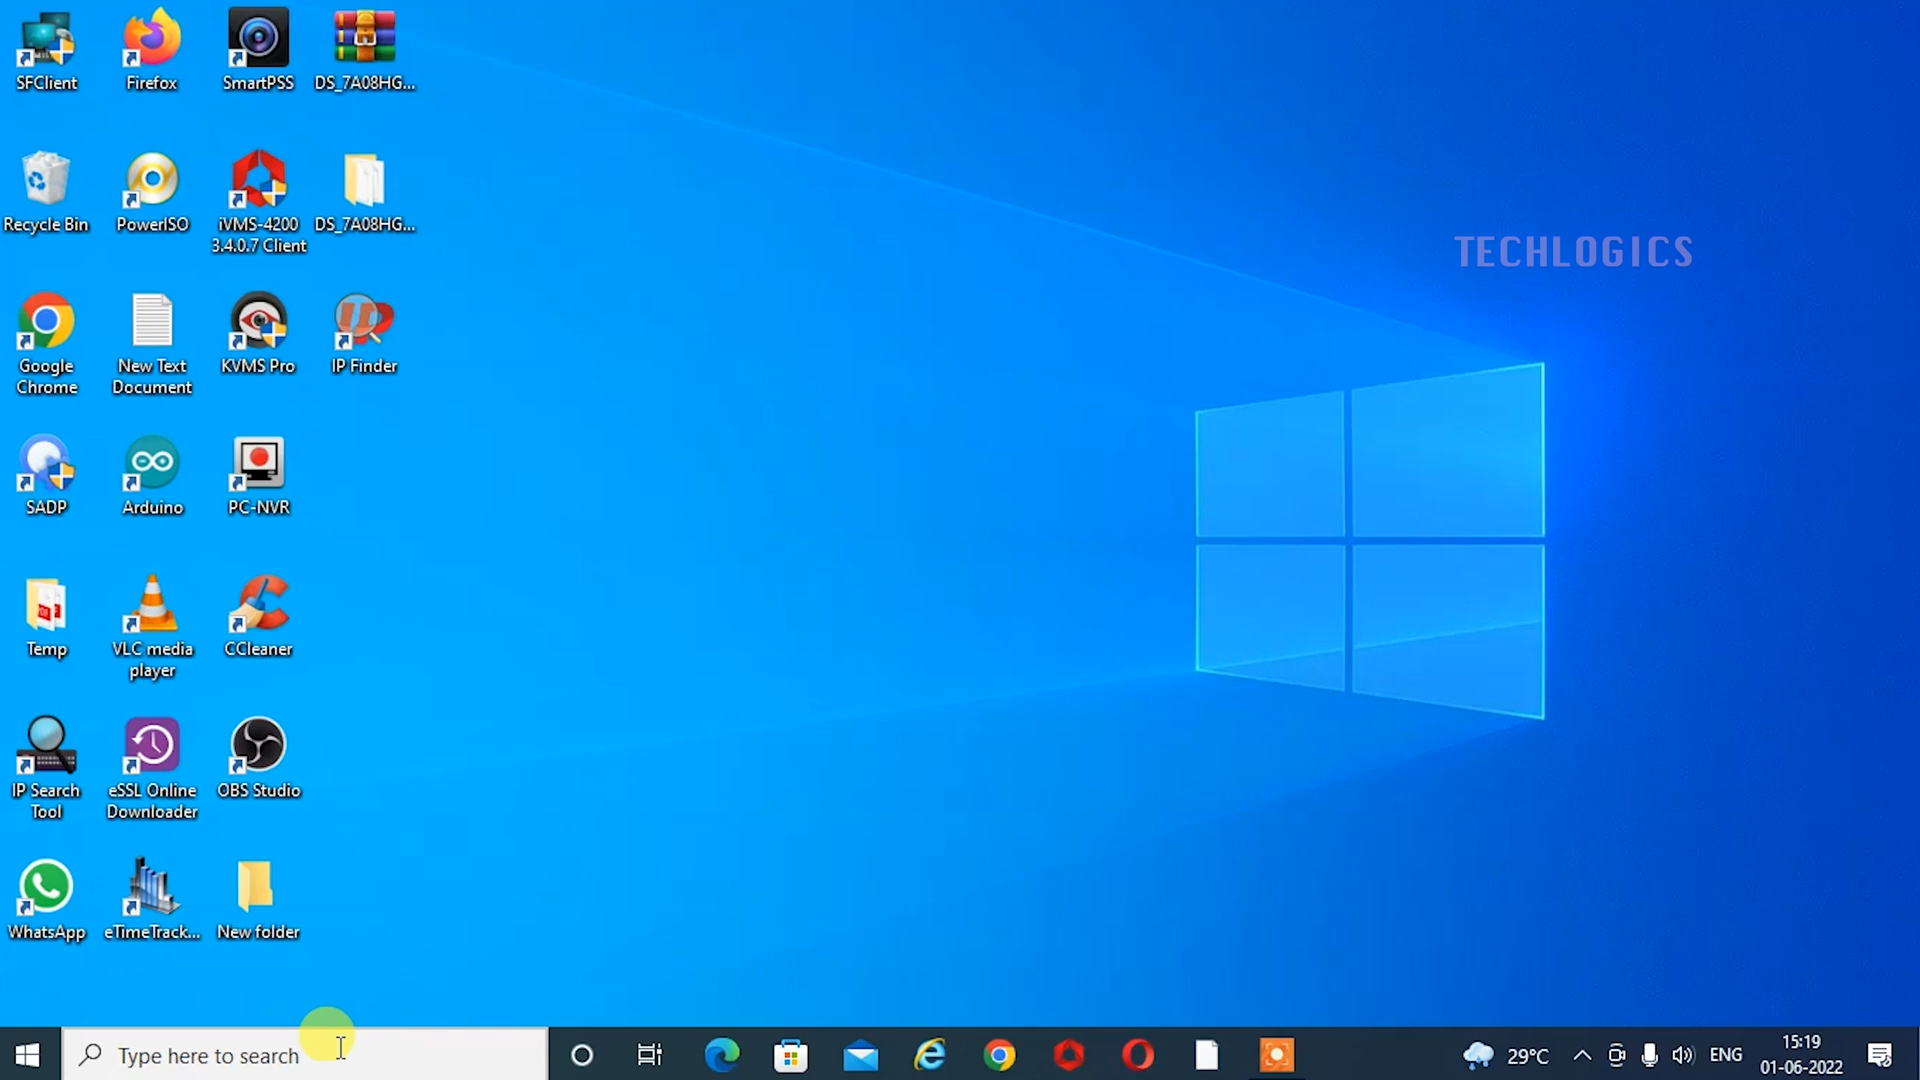 SFClient
Firefox
SmartPSS
DS_7A08HG...
Recycle Bin
PowerISO
iVMS-4200
3.4.0.7 Client
DS_7A08HG...
TECHLOGICS
Google
Chrome
New Text
Document
KVMS Pro
IP Finder
SADP
Arduino
PC-NVR
Temp
VLC media
player
CCleaner
IP Search
Tool
eSSL Online
Downloader
OBS Studio
WhatsApp
eTimeTrack...
New folder
Type here to search
29°C
ENG
15:19
01-06-2022